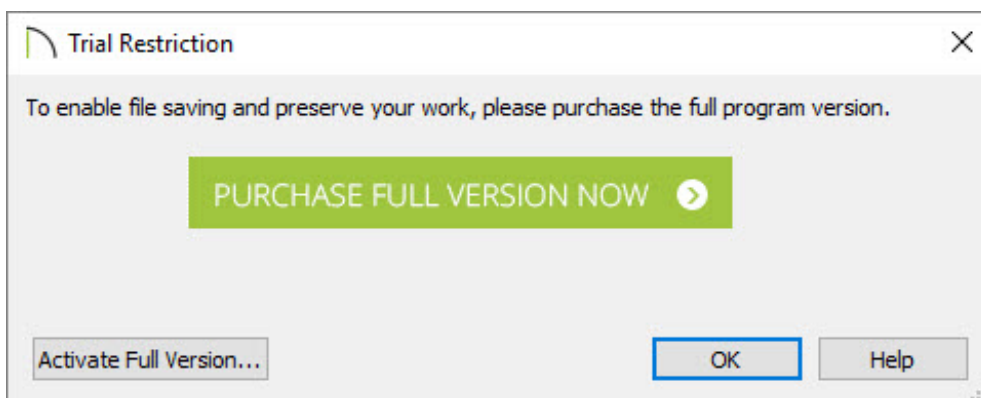 Trial Restriction
To enable file saving and preserve your work, please purchase the full program version.
PURCHASE FULL VERSION NOW
Activate Full Version...
OK
Help